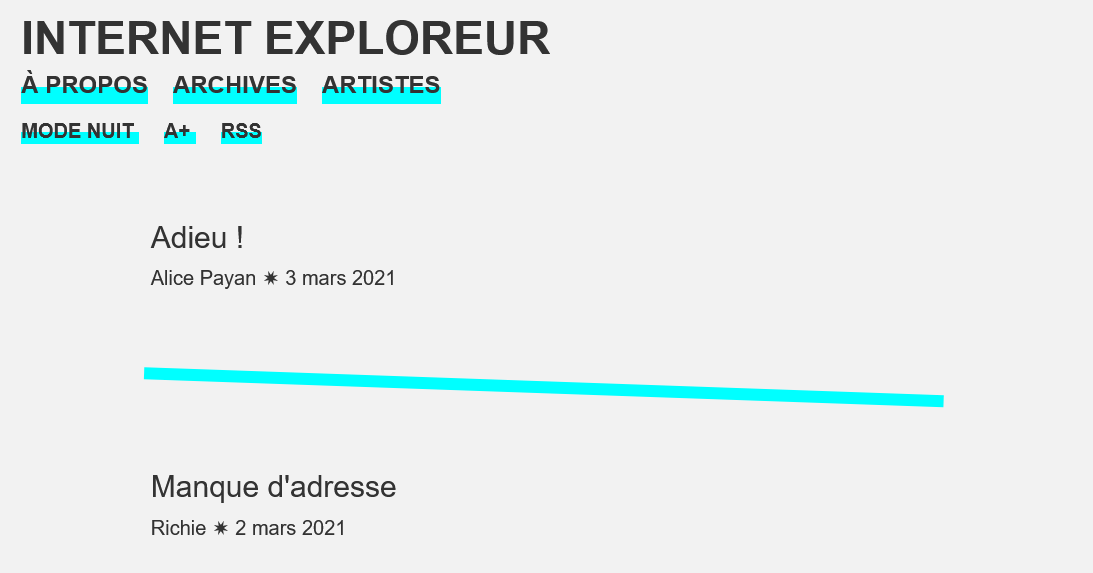 INTERNET EXPLOREUR
À PROPOS ARCHIVES ARTISTES
MODE NUIT A+ RSS
Adieu !
Alice Payan ✷ 3 mars 2021
Manque d'adresse
Richie ✷ 2 mars 2021